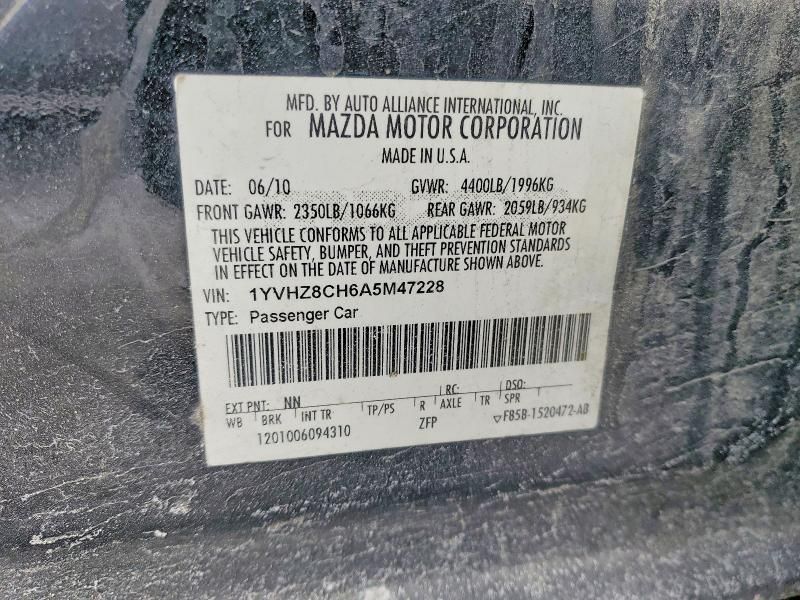 MFD. BY AUTO ALLIANCE INTERNATIONAL, INC.
FOR MAZDA MOTOR CORPORATION
MADE IN U.S.A.
DATE: 06/10 GVWR: 4400LB/1996KG
FRONT GAWR: 2350LB/1066KG REAR GAWR: 2059LB/934KG
THIS VEHICLE CONFORMS TO ALL APPLICABLE FEDERAL MOTOR
VEHICLE SAFETY, BUMPER, AND THEFT PREVENTION STANDARDS
IN EFFECT ON THE DATE OF MANUFACTURE SHOWN ABOVE.
VIN: 1YVHZ8CH6A5M47228
TYPE: Passenger Car
EXT PNT: NN RC: DSO:
WB BRK INT TR TP/PS R AXLE TR SPR
1201006094310 ZFP ▽FB5B-1520472-AB